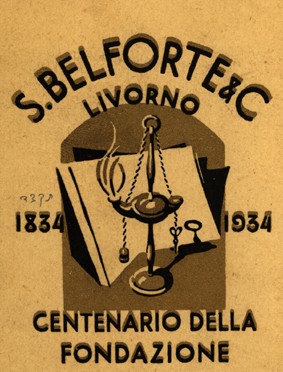 S. BELFORTE & C
LIVORNO
1834 1934
CENTENARIO DELLA
FONDAZIONE